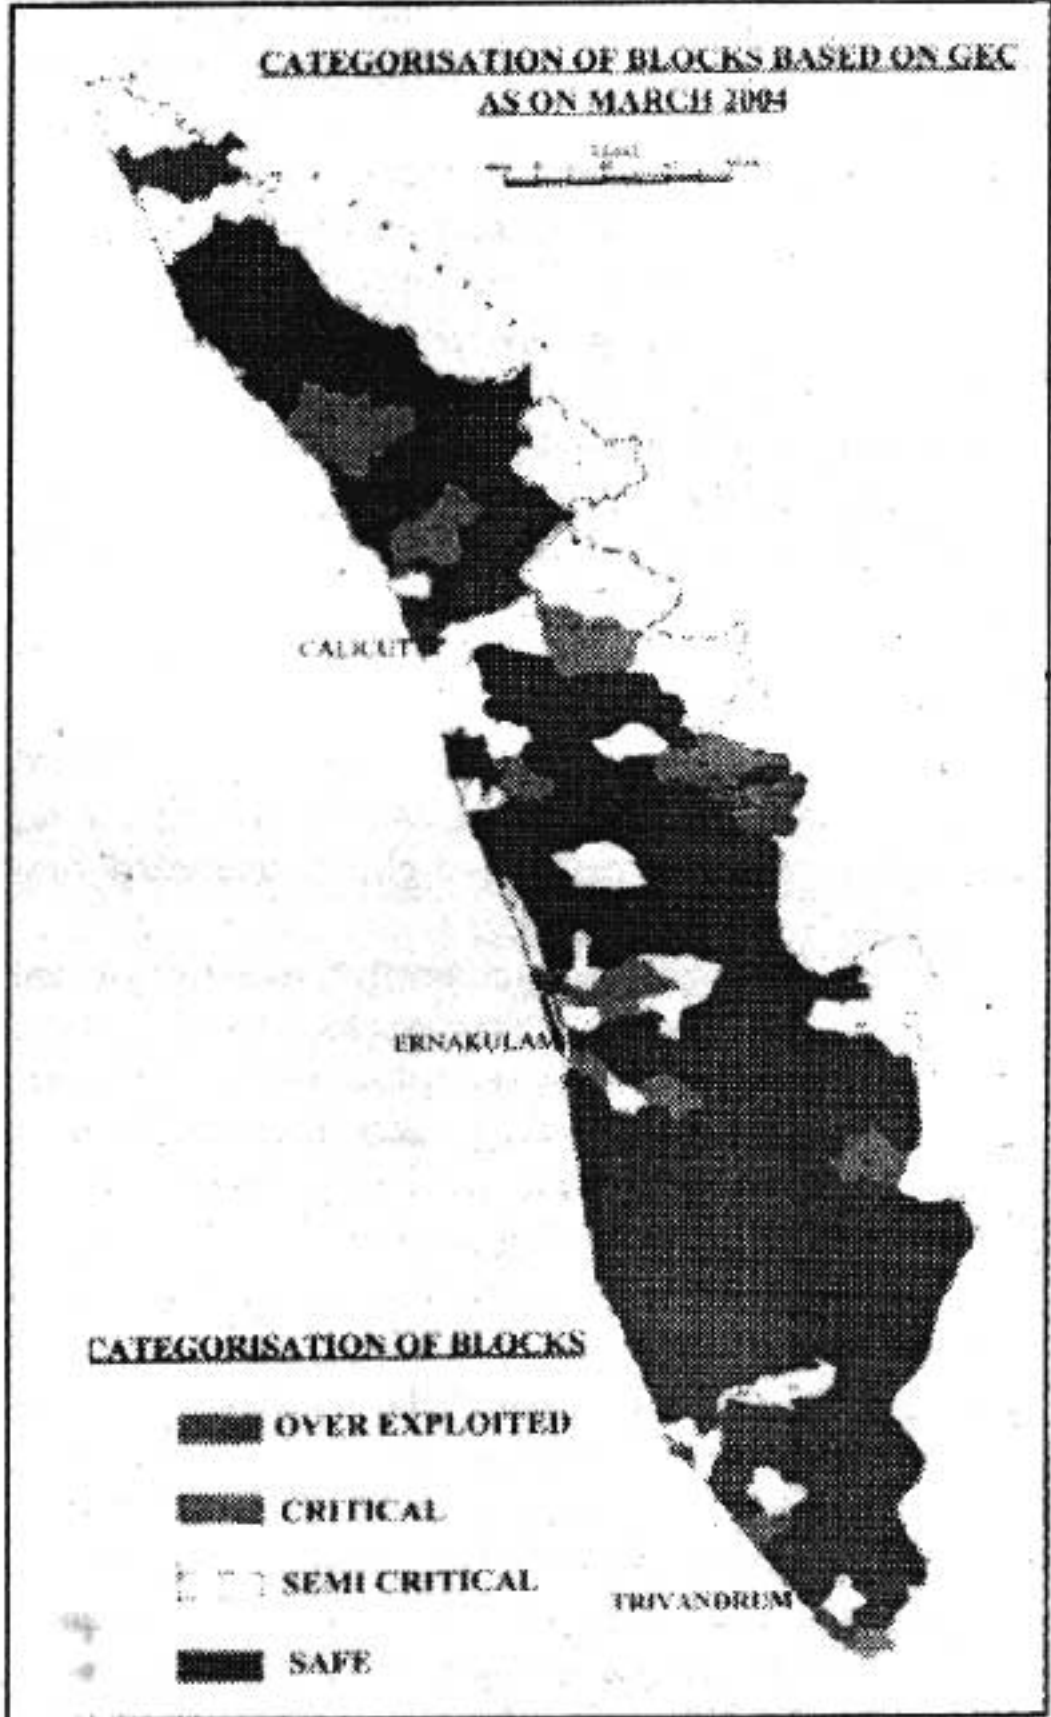 CATEGORISATION OF BLOCKS BASED ON GEC
AS ON MARCH 2004
CALICUT
ERNAKULAM
CATEGORISATION OF BLOCKS
OVER EXPLOITED
CRITICAL
SEMI CRITICAL
SAFE
TRIVANDRUM